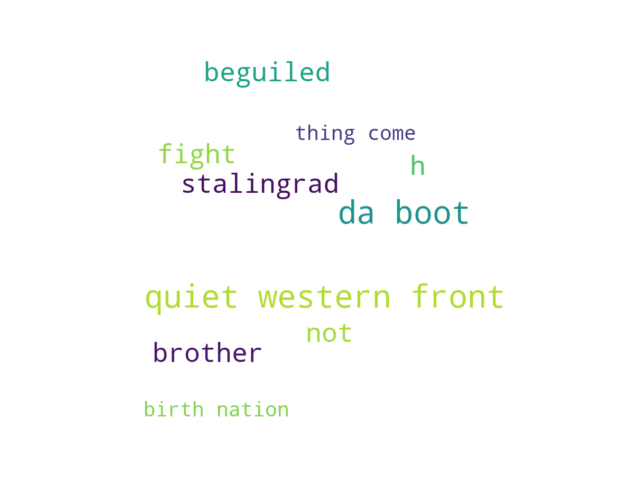 beguiled
thing come
fight
h
stalingrad
da boot
quiet western front
not
brother
birth nation